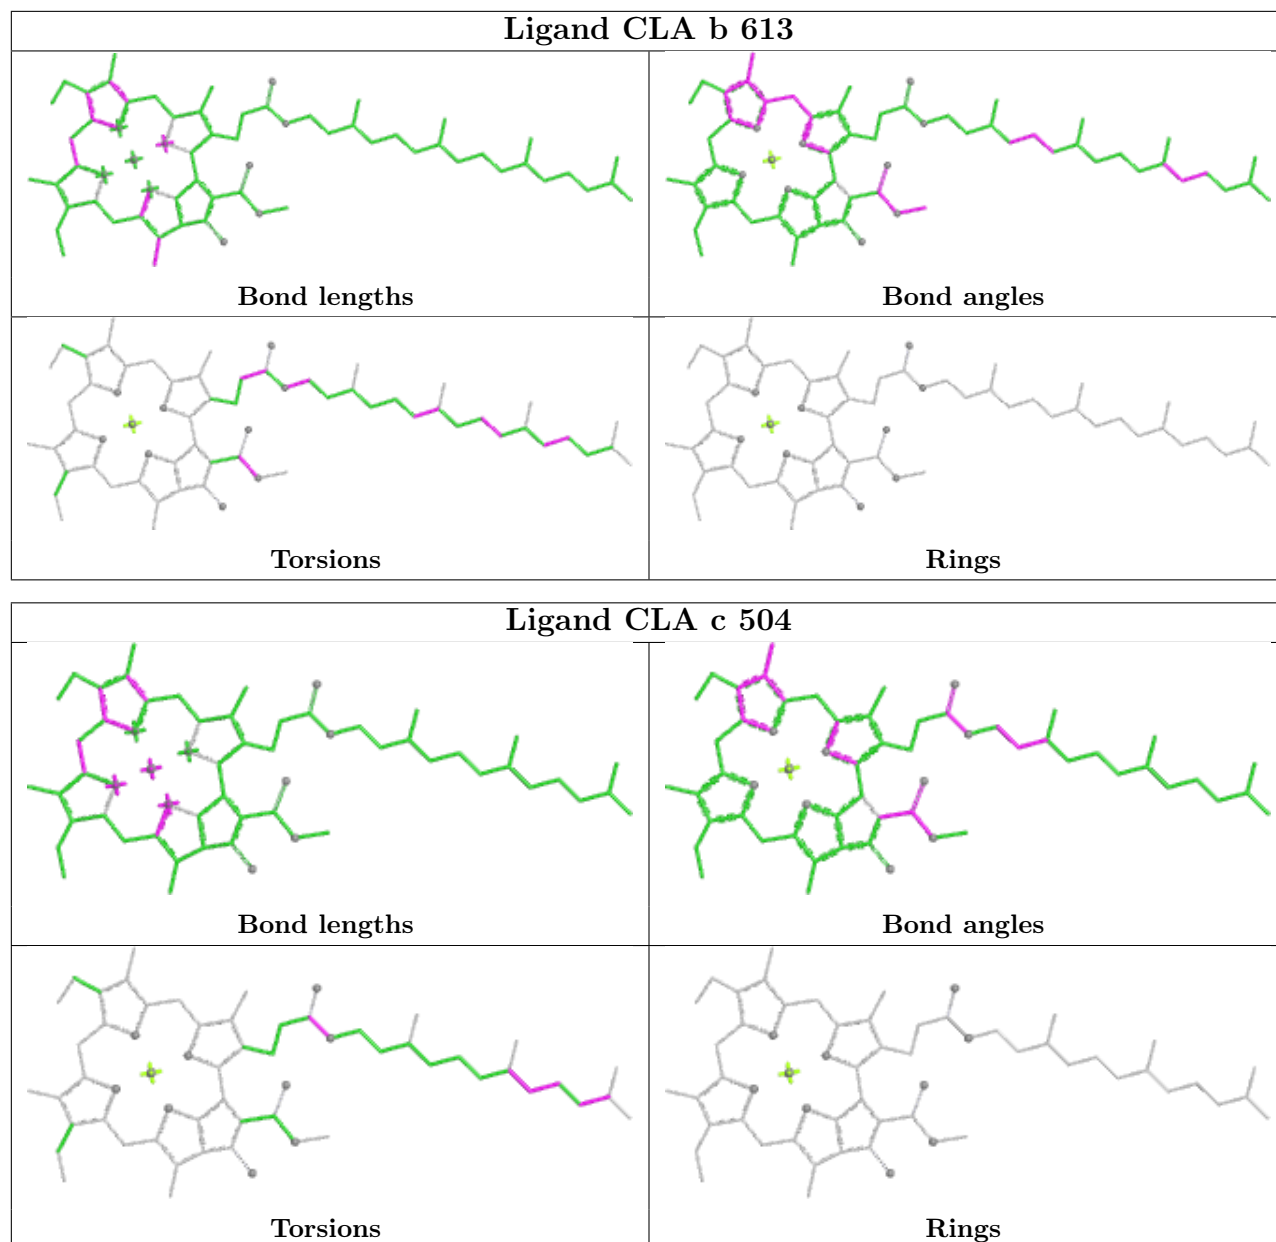 Ligand CLA b 613
Bond lengths
Bond angles
Torsions
Rings
Ligand CLA c 504
Bond lengths
Bond angles
Torsions
Rings